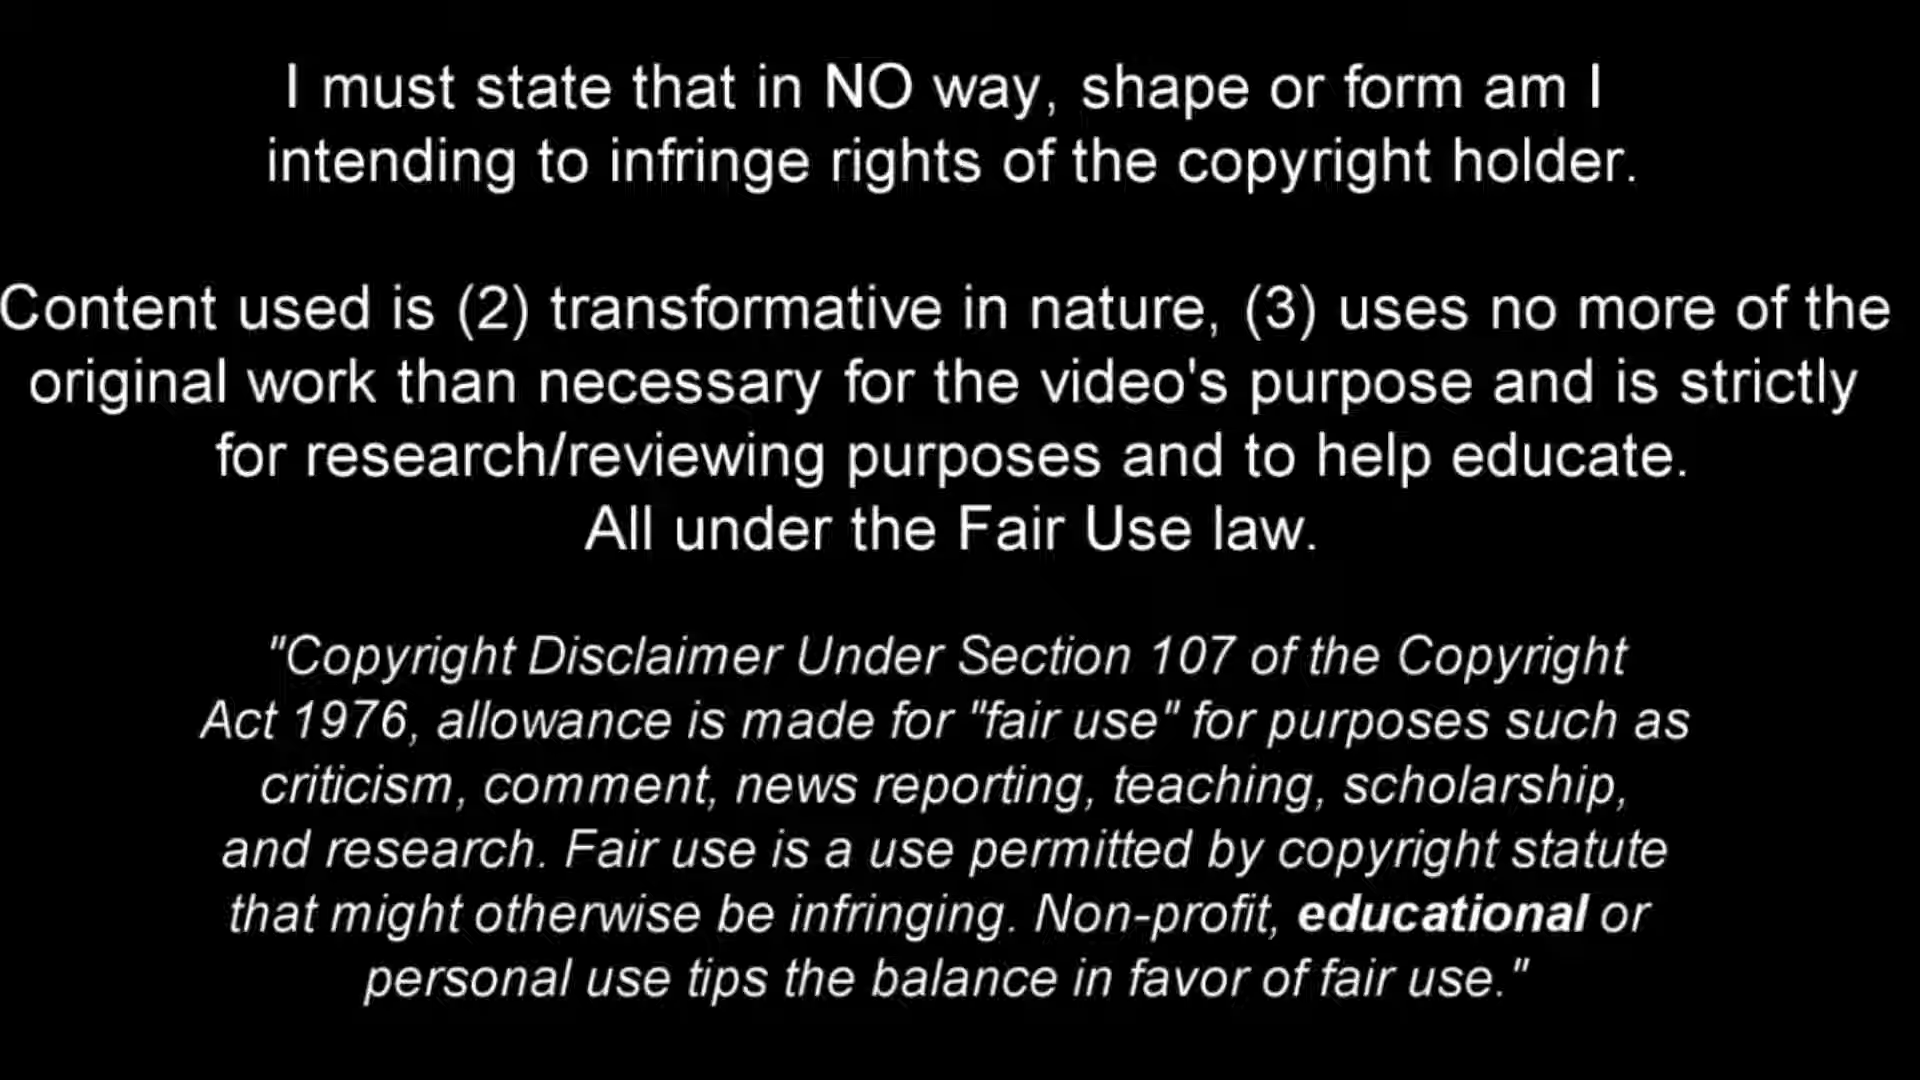 I must state that in NO way, shape or form am I
intending to infringe rights of the copyright holder.
Content used is (2) transformative in nature, (3) uses no more of the
original work than necessary for the video's purpose and is strictly
for research/reviewing purposes and to help educate.
All under the Fair Use law.
"Copyright Disclaimer Under Section 107 of the Copyright
Act 1976, allowance is made for "fair use" for purposes such as
criticism, comment, news reporting, teaching, scholarship,
and research. Fair use is a use permitted by copyright statute
that might otherwise be infringing. Non-profit, educational or
personal use tips the balance in favor of fair use."